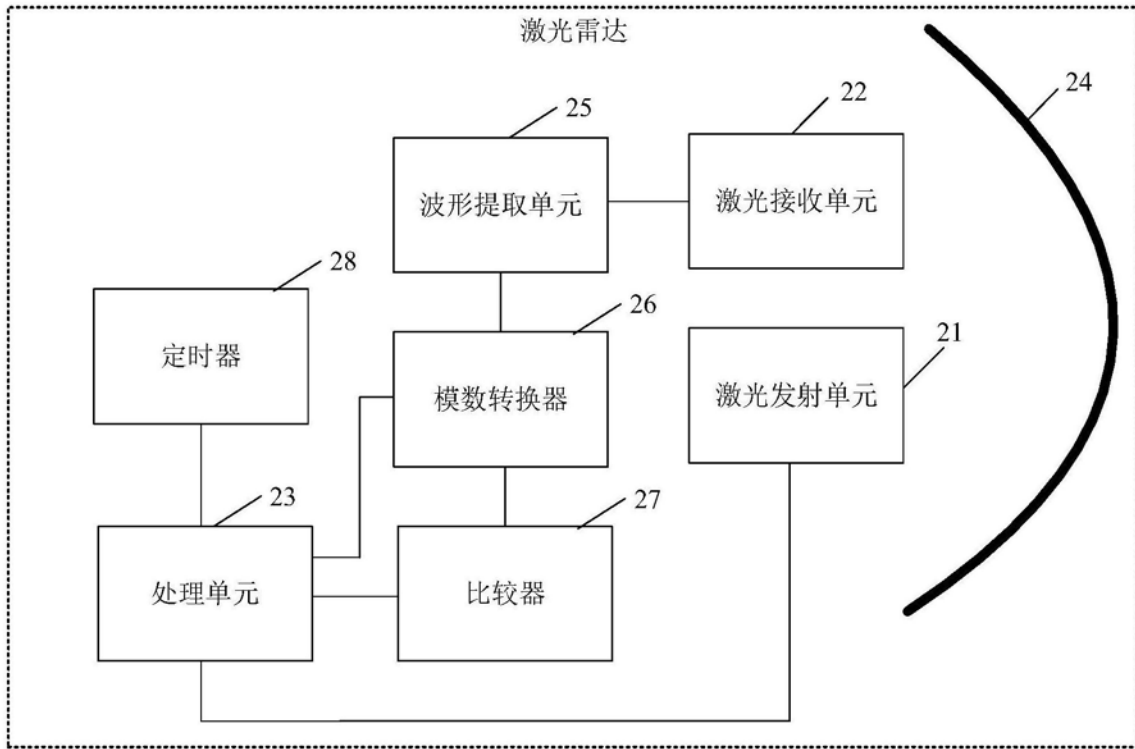 激光雷达
24
25
22
波形提取单元
激光接收单元
28
26
21
定时器
模数转换器
激光发射单元
23
27
处理单元
比较器